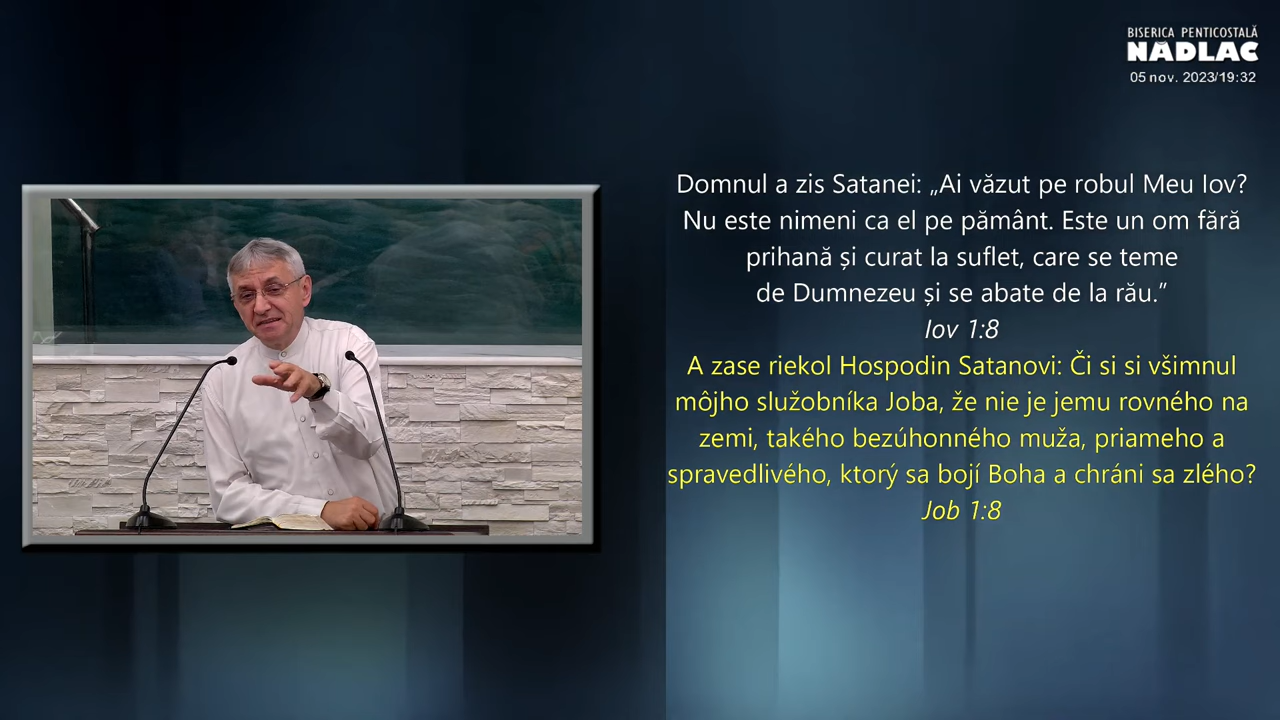 BISERICA PENTICOSTALĂ
NĂDLAC
05 nov. 2023/19:32
Domnul a zis Satanei: „Ai văzut pe robul Meu Iov?
Nu este nimeni ca el pe pământ. Este un om fără
prihană și curat la suflet, care se teme
de Dumnezeu și se abate de la rău.”
Iov 1:8
A zase riekol Hospodin Satanovi: Či si si všimnul
môjho služobníka Joba, že nie je jemu rovného na
zemi, takého bezúhonného muža, priameho a
spravedlivého, ktorý sa bojí Boha a chráni sa zlého?
Job 1:8